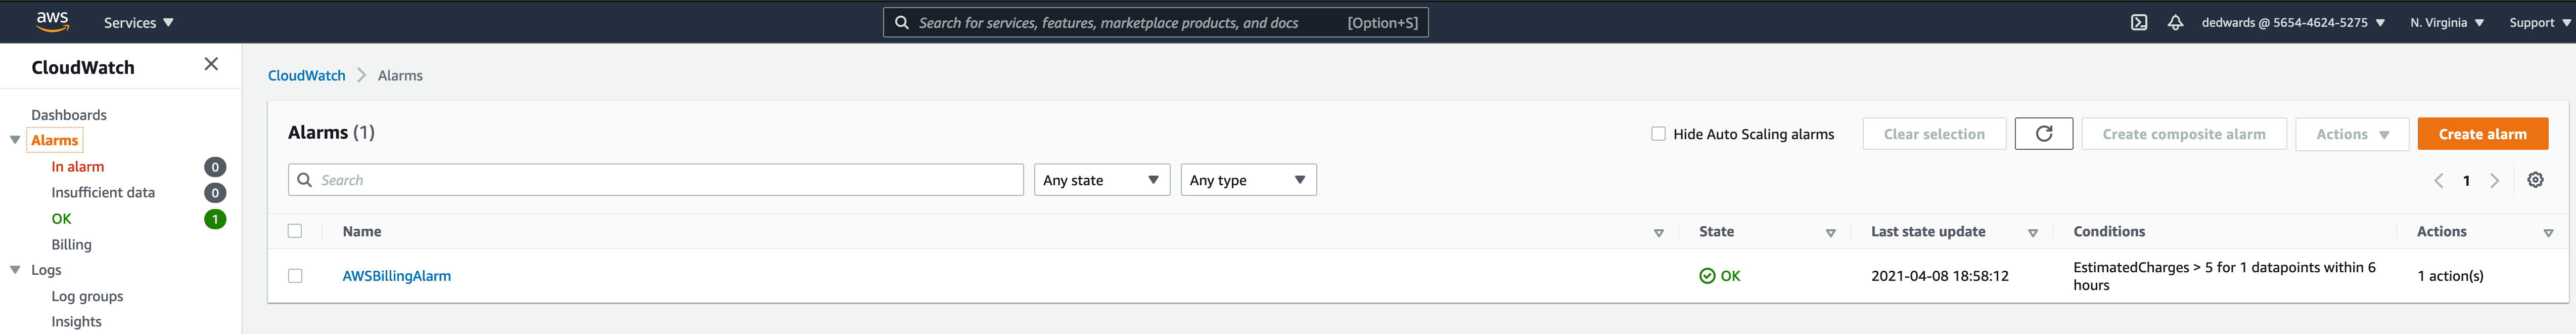 aws
Services
Search for services, features, marketplace products, and docs [Option+S]
dedwards @ 5654-4624-5275
N. Virginia
Support
CloudWatch
Dashboards
Alarms
In alarm 0
Insufficient data 0
OK 1
Billing
Logs
Log groups
Insights
CloudWatch Alarms
Alarms (1)
Hide Auto Scaling alarms
Clear selection
Create composite alarm
Actions
Create alarm
Search
Any state
Any type
1
Name State Last state update Conditions Actions
AWSBillingAlarm OK 2021-04-08 18:58:12 EstimatedCharges > 5 for 1 datapoints within 6
hours
1 action(s)